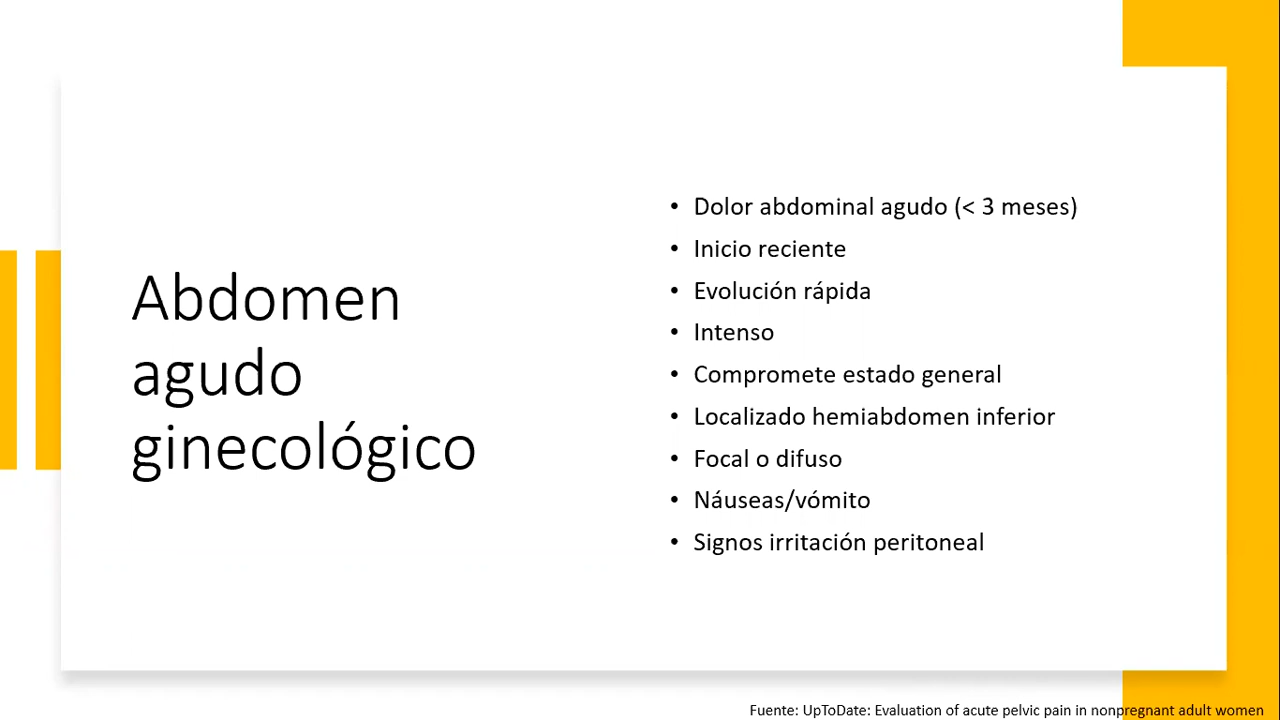 Abdomen
agudo
ginecológico
• Dolor abdominal agudo (< 3 meses)
• Inicio reciente
• Evolución rápida
• Intenso
• Compromete estado general
• Localizado hemiabdomen inferior
• Focal o difuso
• Náuseas/vómito
• Signos irritación peritoneal
Fuente: UpToDate: Evaluation of acute pelvic pain in nonpregnant adult women